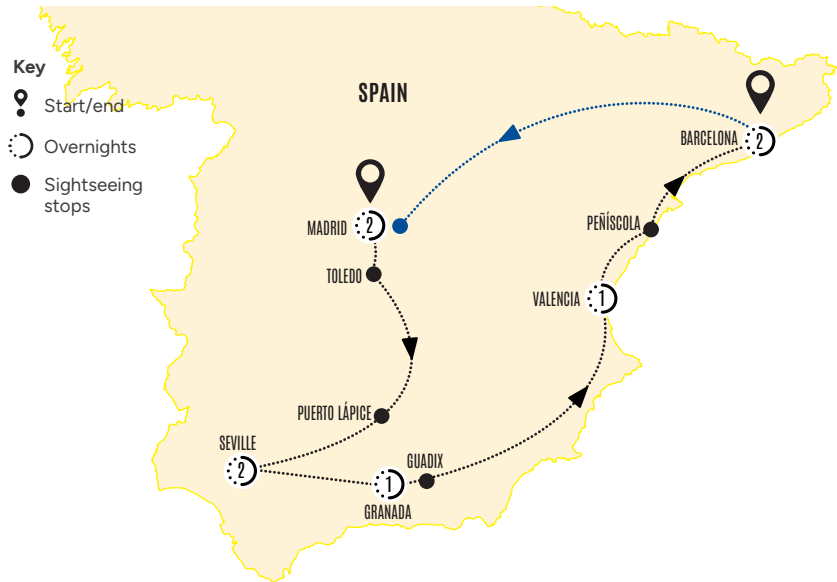 Key
Start/end
Overnights
Sightseeing
stops
SPAIN
BARCELONA
2
MADRID
2
PEÑÍSCOLA
TOLEDO
VALENCIA
1
PUERTO LÁPICE
SEVILLE
2
GUADIX
1
GRANADA